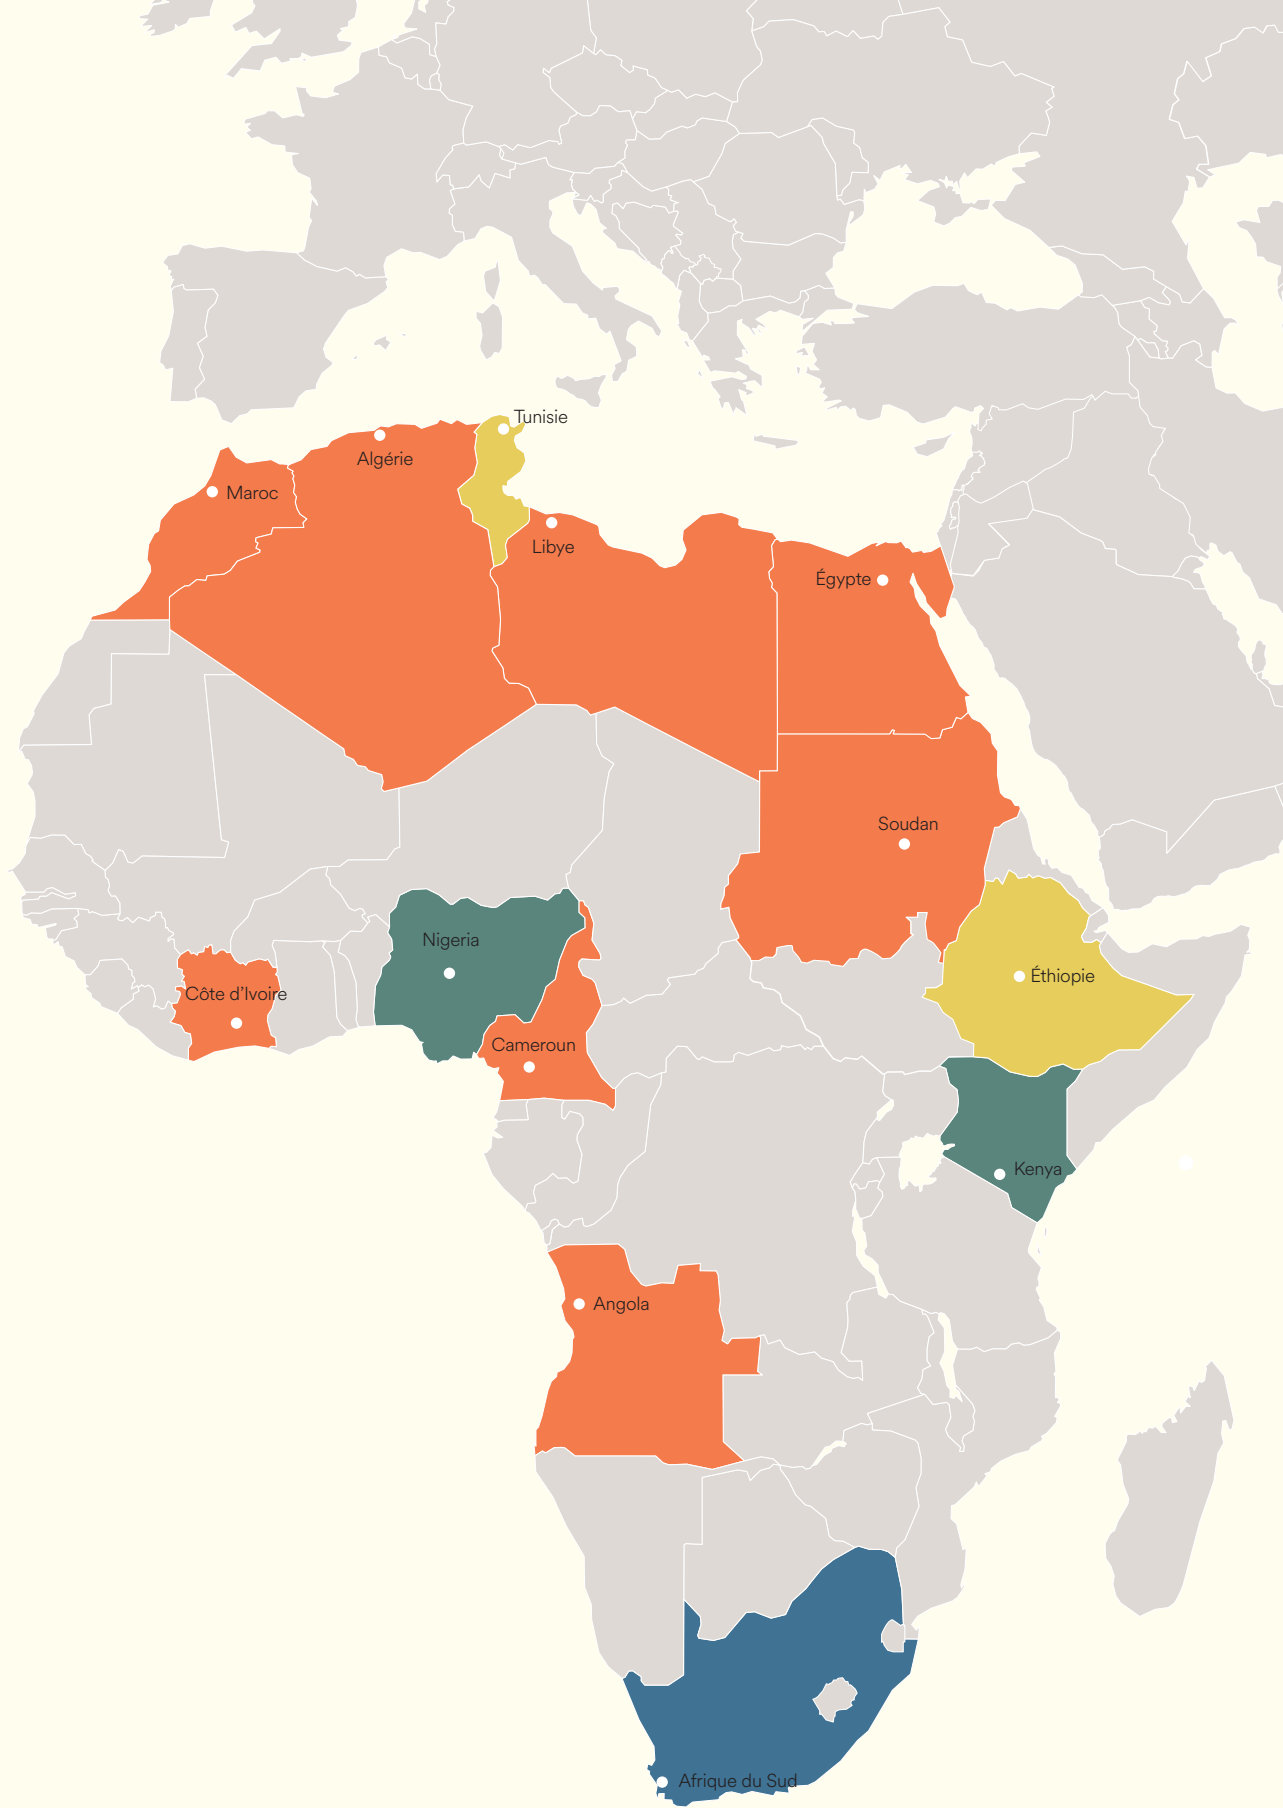 Tunisie
Algérie
Maroc
Libye
Égypte
Soudan
Nigeria
Éthiopie
Côte d'Ivoire
Cameroun
Kenya
Angola
Afrique du Sud